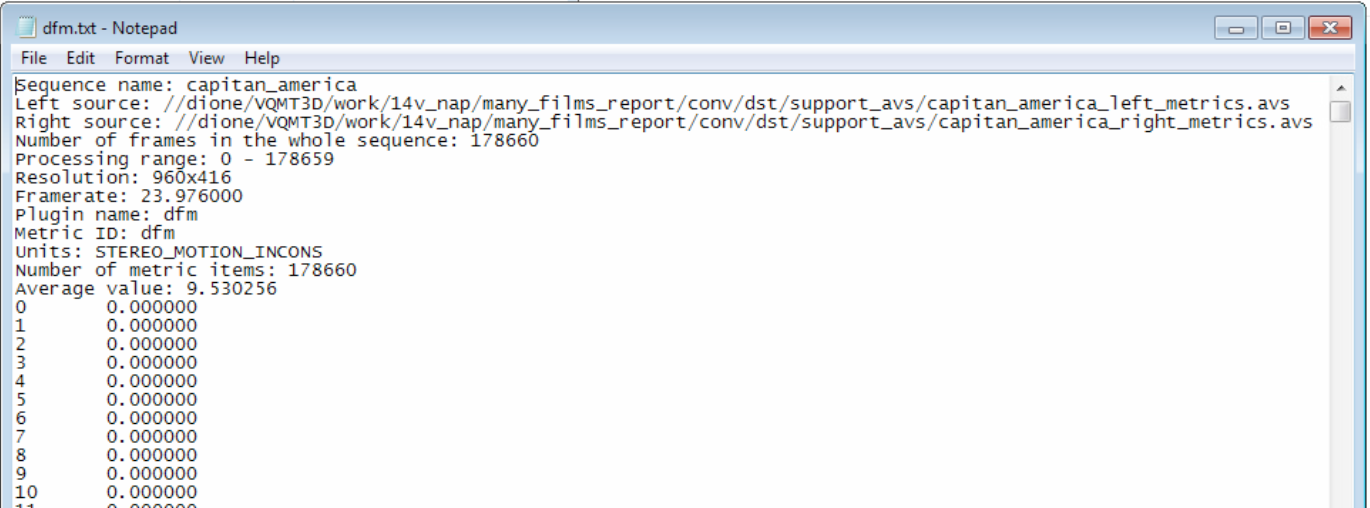 dfm.txt - Notepad
File Edit Format View Help
Sequence name: capitan_america
Left source: //dione/VQMT3D/work/14v_nap/many_films_report/conv/dst/support_avs/capitan_america_left_metrics.avs
Right source: //dione/VQMT3D/work/14v_nap/many_films_report/conv/dst/support_avs/capitan_america_right_metrics.avs
Number of frames in the whole sequence: 178660
Processing range: 0 - 178659
Resolution: 960x416
Framerate: 23.976000
Plugin name: dfm
Metric ID: dfm
Units: STEREO_MOTION_INCONS
Number of metric items: 178660
Average value: 9.530256
0 0.000000
1 0.000000
2 0.000000
3 0.000000
4 0.000000
5 0.000000
6 0.000000
7 0.000000
8 0.000000
9 0.000000
10 0.000000
11 0.000000